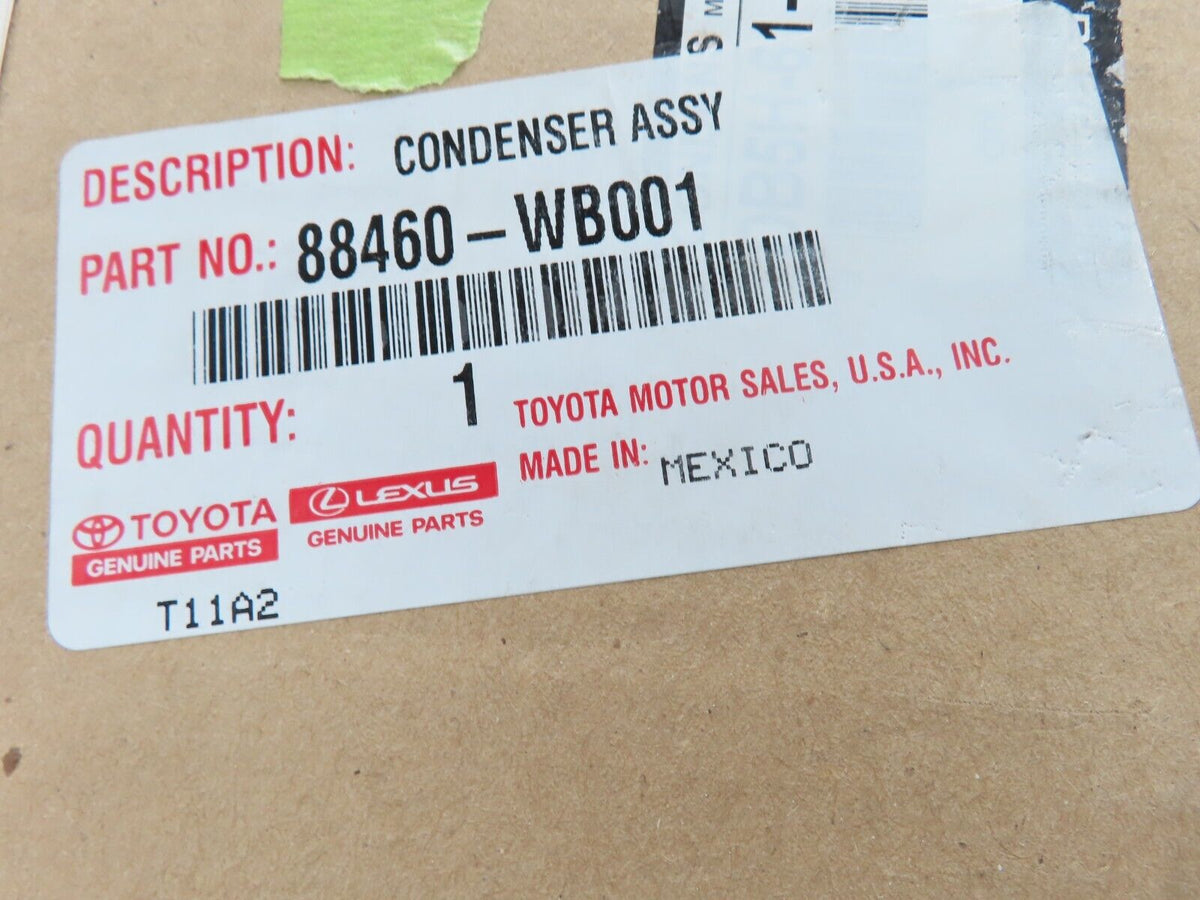 DESCRIPTION: CONDENSER ASSY
PART NO.: 88460-WB001
QUANTITY: 1
TOYOTA MOTOR SALES, U.S.A., INC.
MADE IN: MEXICO
TOYOTA
GENUINE PARTS
LEXUS
GENUINE PARTS
T11A2